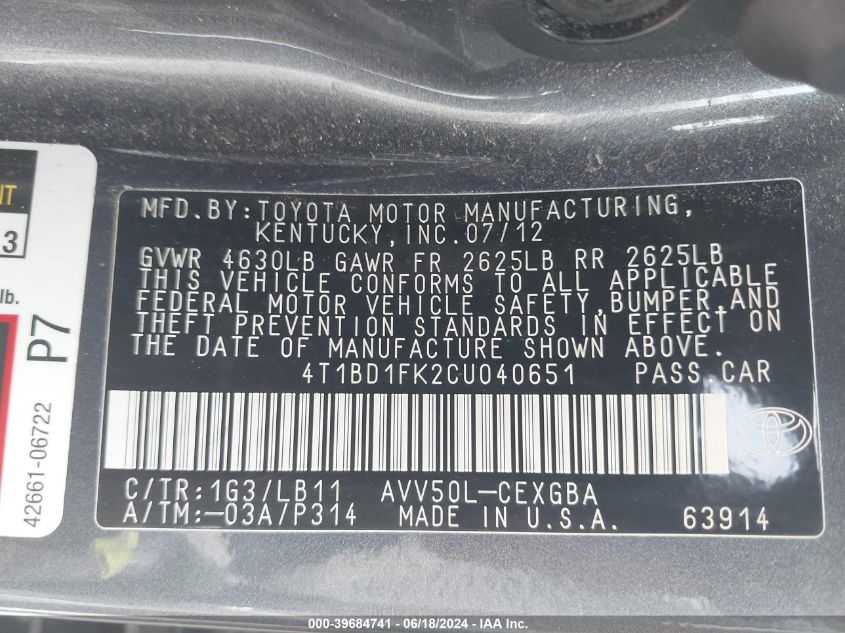 IT
3
lb.
P7
42661-06722
MFD.BY:TOYOTA MOTOR MANUFACTURING,
KENTUCKY,INC.07/12
GVWR 4630LB GAWR FR 2625LB RR 2625LB
THIS VEHICLE CONFORMS TO ALL APPLICABLE
FEDERAL MOTOR VEHICLE SAFETY,BUMPER,AND
THEFT PREVENTION STANDARDS IN EFFECT ON
THE DATE OF MANUFACTURE SHOWN ABOVE.
4T1BD1FK2CU040651 PASS.CAR
C/TR:1G3/LB11 AVV50L-CEXGBA
A/TM:-03A/P314 MADE IN U.S.A. 63914
000-39684741 - 06/18/2024 - IAA Inc.